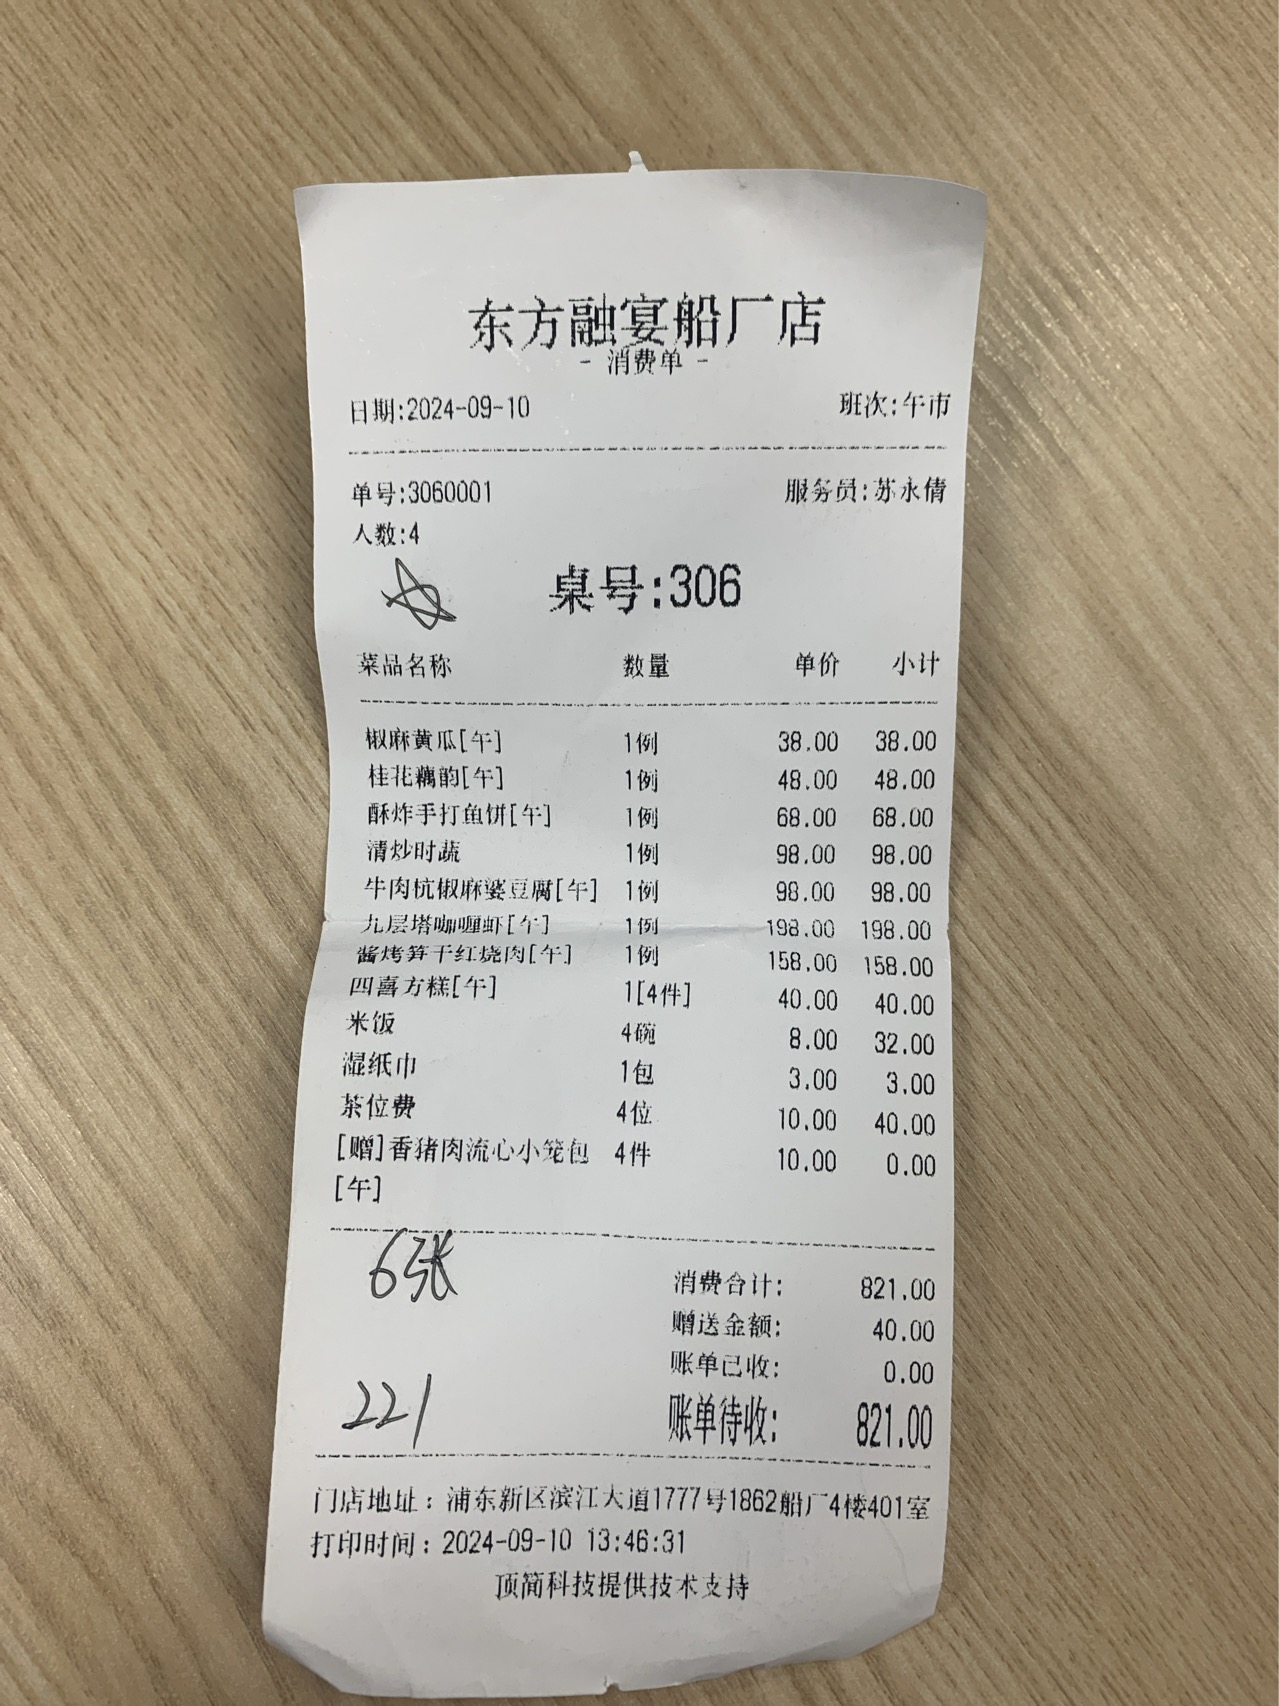 东方融宴船厂店
- 消费单 -
日期:2024-09-10 班次:午市
单号:3060001 服务员:苏永倩
人数:4
桌号:306
菜品名称 数量 单价 小计
椒麻黄瓜[午] 1例 38.00 38.00
桂花藕韵[午] 1例 48.00 48.00
酥炸手打鱼饼[午] 1例 68.00 68.00
清炒时蔬 1例 98.00 98.00
牛肉杭椒麻婆豆腐[午] 1例 98.00 98.00
九层塔咖喱虾[午] 1例 198.00 198.00
酱烤笋干红烧肉[午] 1例 158.00 158.00
四喜方糕[午] 1[4件] 40.00 40.00
米饭 4碗 8.00 32.00
湿纸巾 1包 3.00 3.00
茶位费 4位 10.00 40.00
[赠]香猪肉流心小笼包 4件 10.00 0.00
[午]
6张
消费合计: 821.00
赠送金额: 40.00
账单已收: 0.00
221
账单待收: 821.00
门店地址：浦东新区滨江大道1777号1862船厂4楼401室
打印时间：2024-09-10 13:46:31
顶简科技提供技术支持